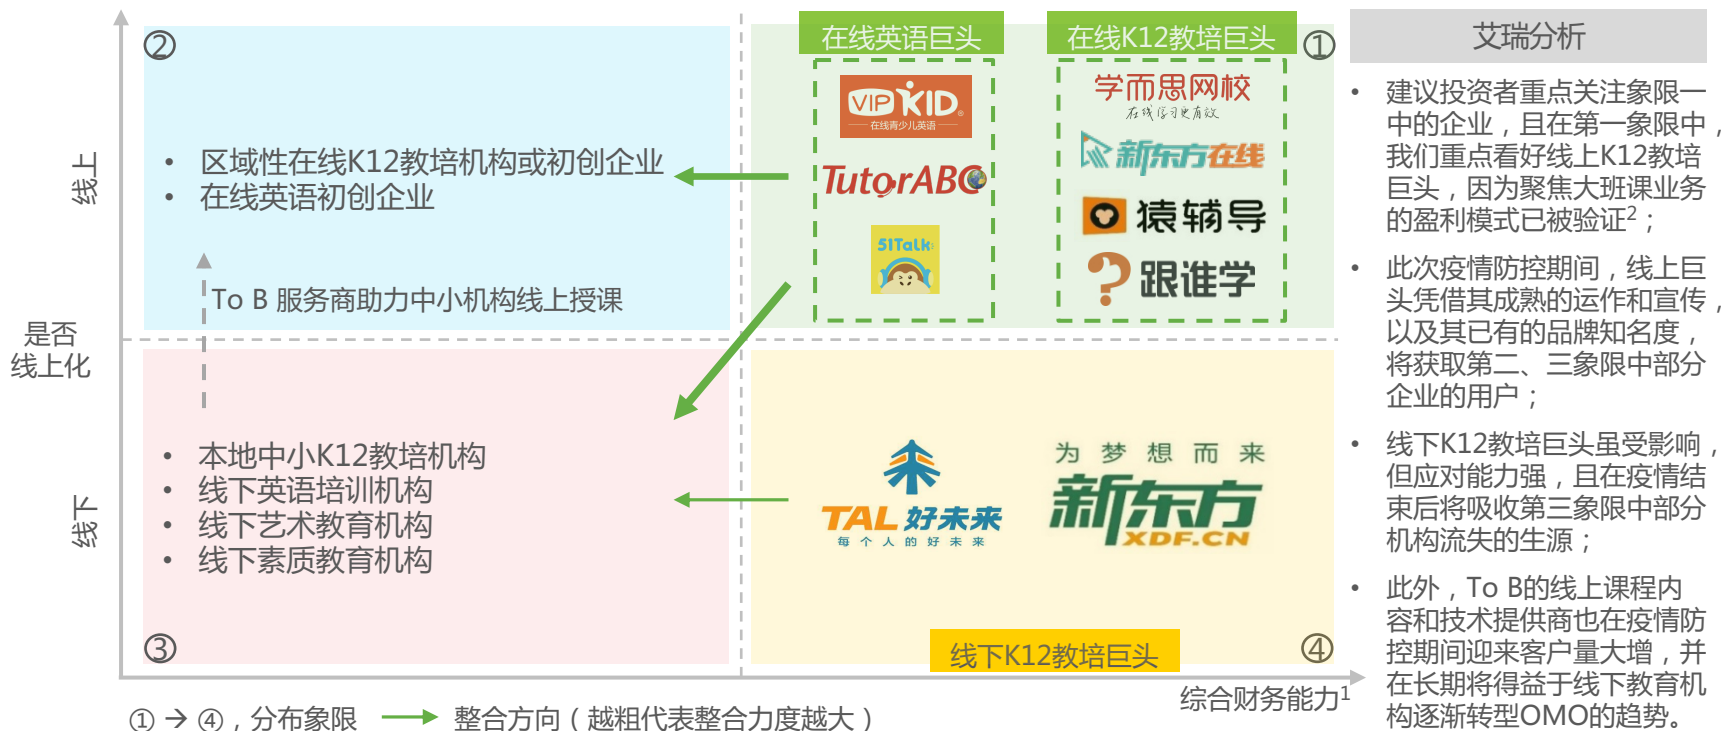 ②
在线英语巨头
在线K12教培巨头
①
VIPKID
在线青少儿英语
TutorABC
51Talk
学而思网校
在线学习更有效
新东方在线
猿辅导
跟谁学
• 区域性在线K12教培机构或初创企业
• 在线英语初创企业
To B 服务商助力中小机构线上授课
线上
是否
线上化
线下
• 本地中小K12教培机构
• 线下英语培训机构
• 线下艺术教育机构
• 线下素质教育机构
③
TAL 好未来
每个人的好未来
为梦想而来
新东方
XDF.CN
线下K12教培巨头
④
综合财务能力1
① → ④，分布象限
整合方向（越粗代表整合力度越大）
艾瑞分析
• 建议投资者重点关注象限一
中的企业，且在第一象限中，
我们重点看好线上K12教培
巨头，因为聚焦大班课业务
的盈利模式已被验证2；
• 此次疫情防控期间，线上巨
头凭借其成熟的运作和宣传，
以及其已有的品牌知名度，
将获取第二、三象限中部分
企业的用户；
• 线下K12教培巨头虽受影响，
但应对能力强，且在疫情结
束后将吸收第三象限中部分
机构流失的生源；
• 此外，To B的线上课程内
容和技术提供商也在疫情防
控期间迎来客户量大增，并
在长期将得益于线下教育机
构逐渐转型OMO的趋势。